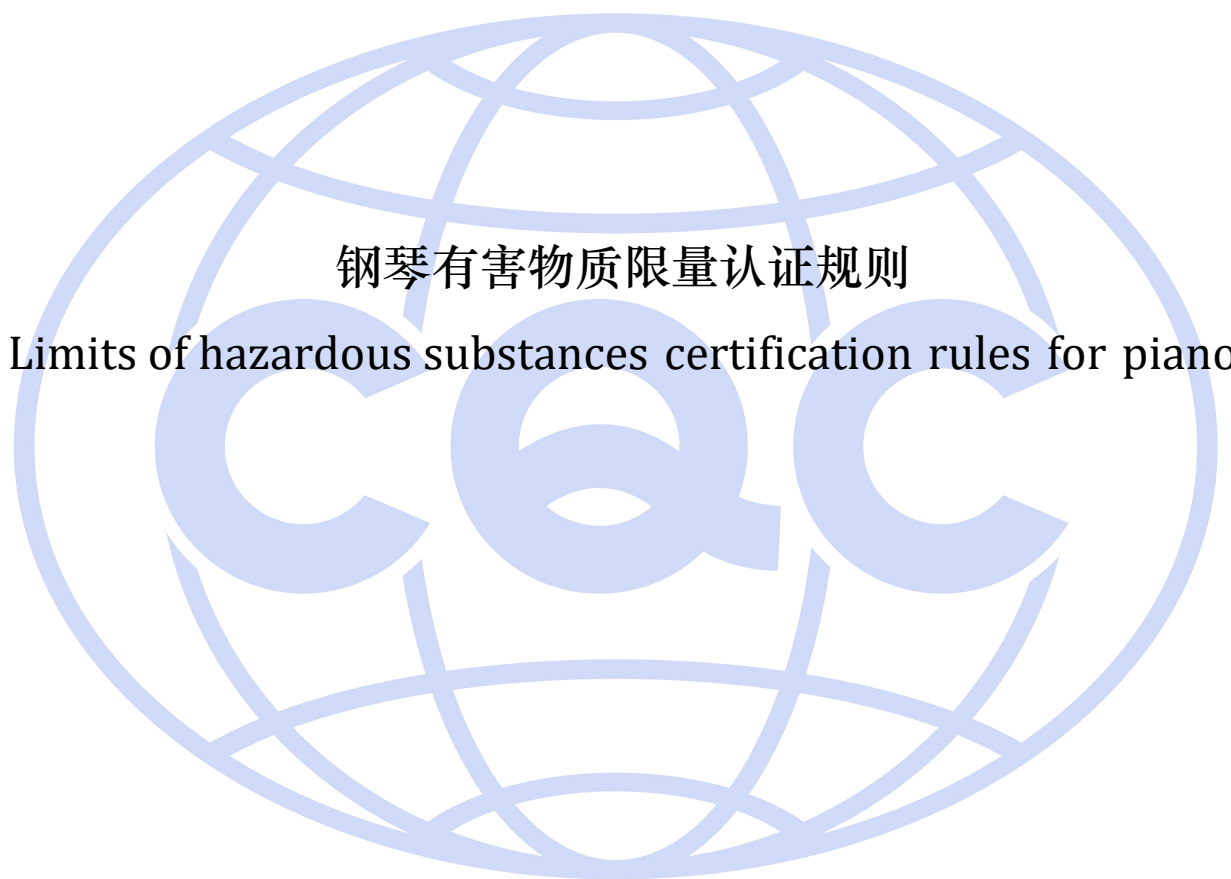 钢琴有害物质限量认证规则
Limits of hazardous substances certification rules for piano
CQC